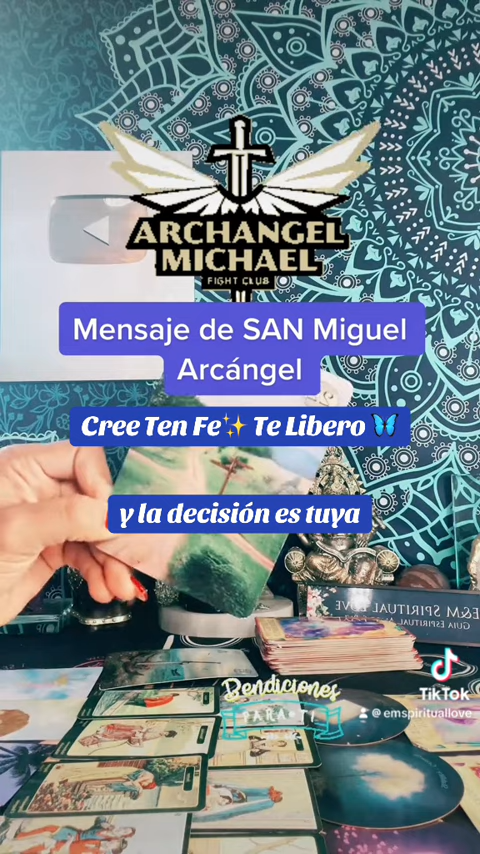 ARCHANGEL
MICHAEL
FIGHT CLUB
Mensaje de SAN Miguel
Arcángel
Cree Ten Fe✨ Te Libero 🦋
y la decisión es tuya
E&M SPIRITUAL LOVE
GUIA ESPIRITUAL
Bendiciones
PARA TI
TikTok
@emspirituallove